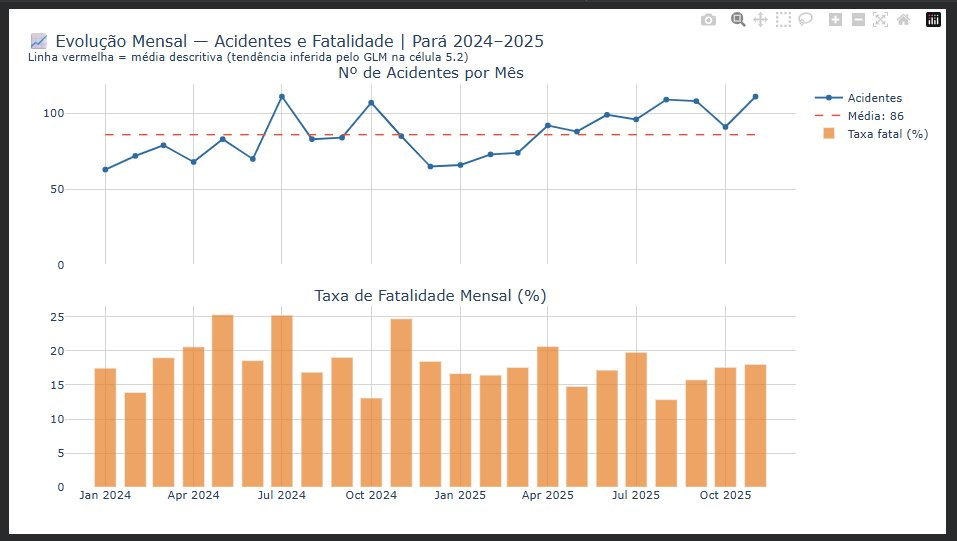 Evolução Mensal — Acidentes e Fatalidade | Pará 2024–2025
Linha vermelha = média descritiva (tendência inferida pelo GLM na célula 5.2)
Nº de Acidentes por Mês
100
50
0
Acidentes
Média: 86
Taxa fatal (%)
Taxa de Fatalidade Mensal (%)
25
20
15
10
5
0
Jan 2024 Apr 2024 Jul 2024 Oct 2024 Jan 2025 Apr 2025 Jul 2025 Oct 2025